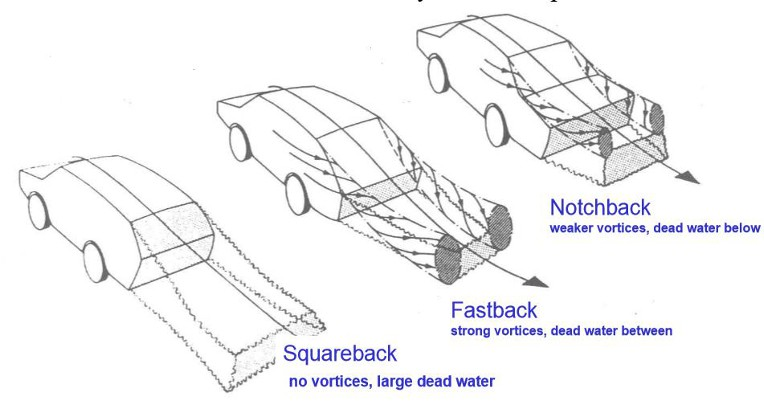 Notchback
weaker vortices, dead water below
Fastback
strong vortices, dead water between
Squareback
no vortices, large dead water